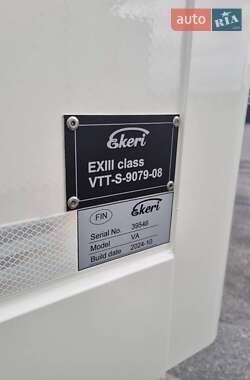 auto
RIA.com
Ekeri
EXIII class
VTT-S-9079-08
FIN
Ekeri
Serial No. 39546
Model VA
Build date 2024-10